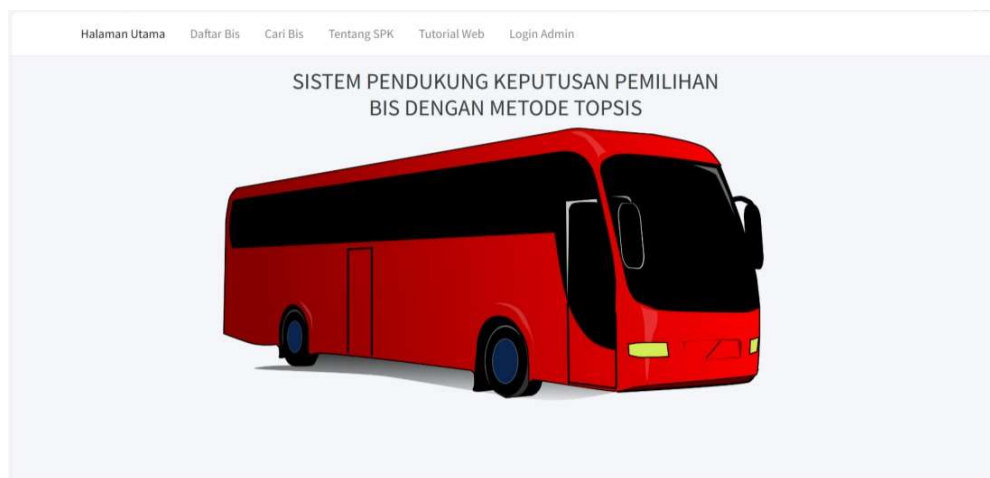 Halaman Utama Daftar Bis Cari Bis Tentang SPK Tutorial Web Login Admin
SISTEM PENDUKUNG KEPUTUSAN PEMILIHAN
BIS DENGAN METODE TOPSIS